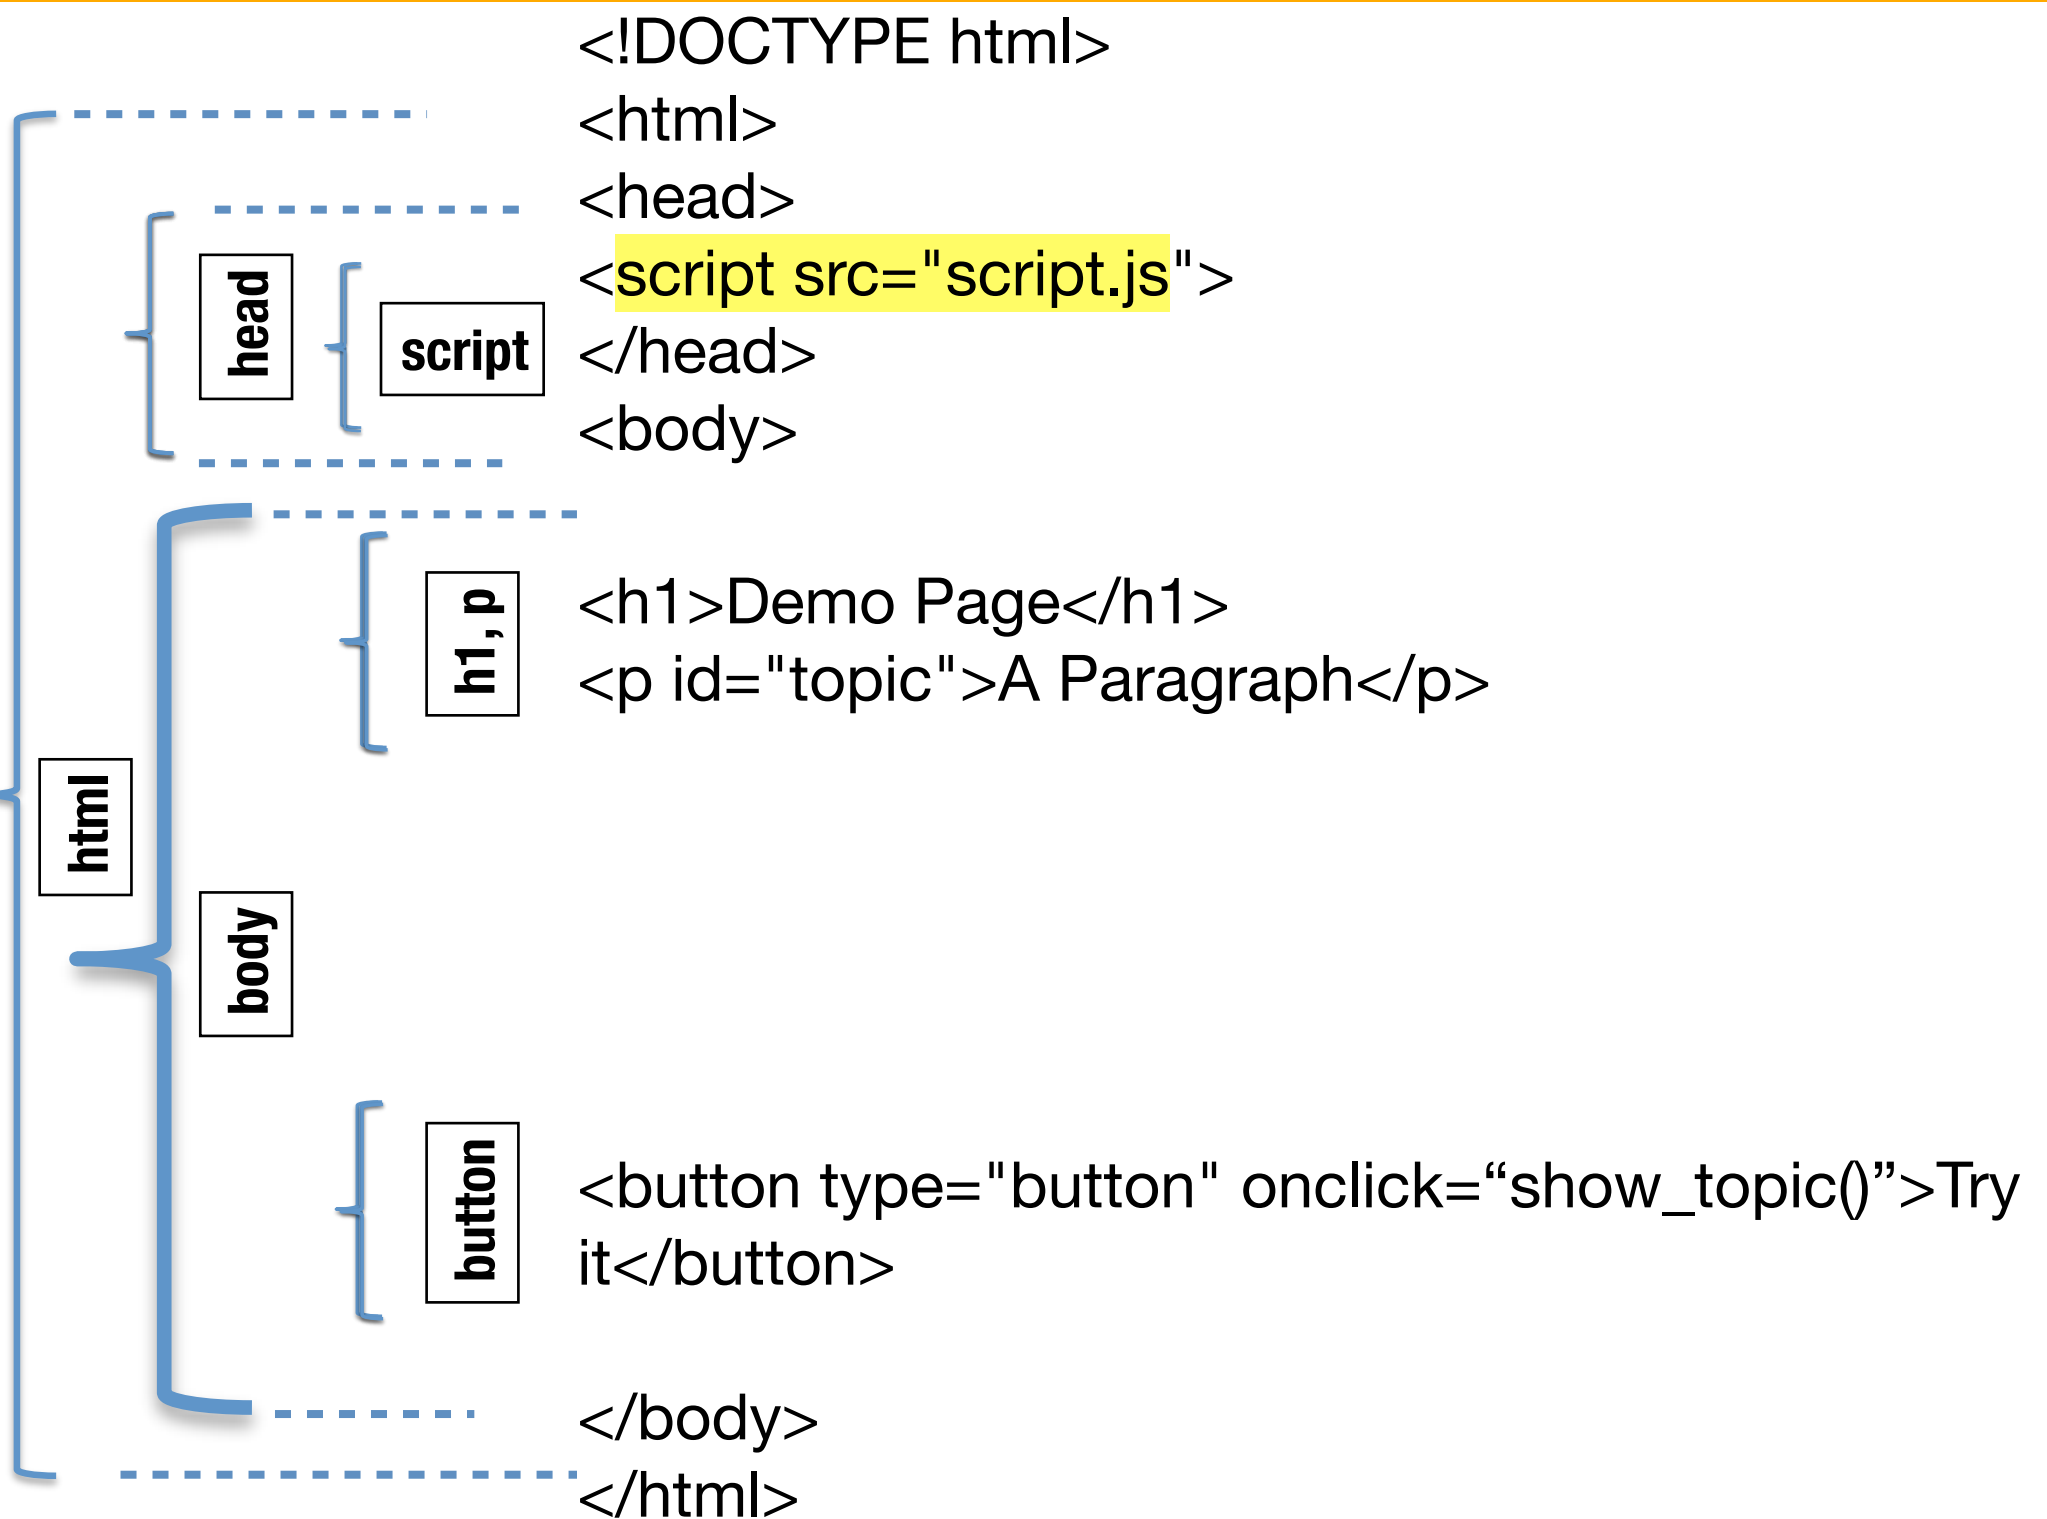 <!DOCTYPE html>
<html>
<head>
<script src="script.js">
</head>
<body>
<h1>Demo Page</h1>
<p id="topic">A Paragraph</p>
<button type="button" onclick=“show_topic()”>Try
it</button>
</body>
</html>
html
head
script
body
h1, p
button